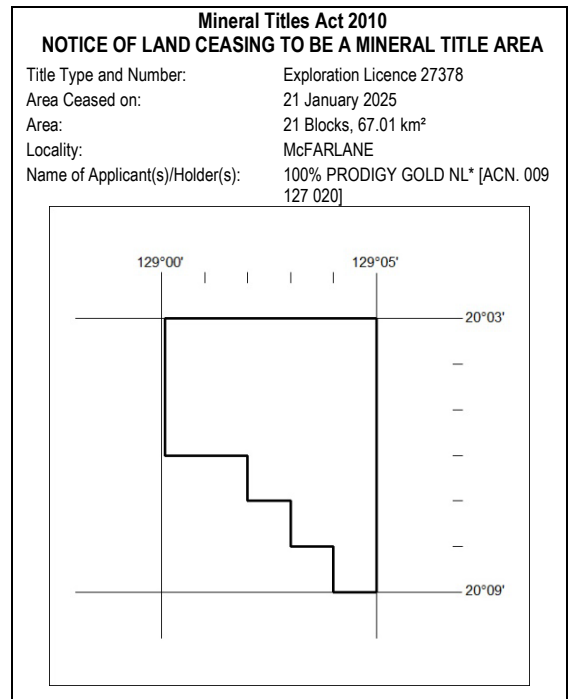 Mineral Titles Act 2010
NOTICE OF LAND CEASING TO BE A MINERAL TITLE AREA
Title Type and Number: Exploration Licence 27378
Area Ceased on: 21 January 2025
Area: 21 Blocks, 67.01 km²
Locality: McFARLANE
Name of Applicant(s)/Holder(s): 100% PRODIGY GOLD NL* [ACN. 009
127 020]
129°00' 129°05'
20°03'
20°09'